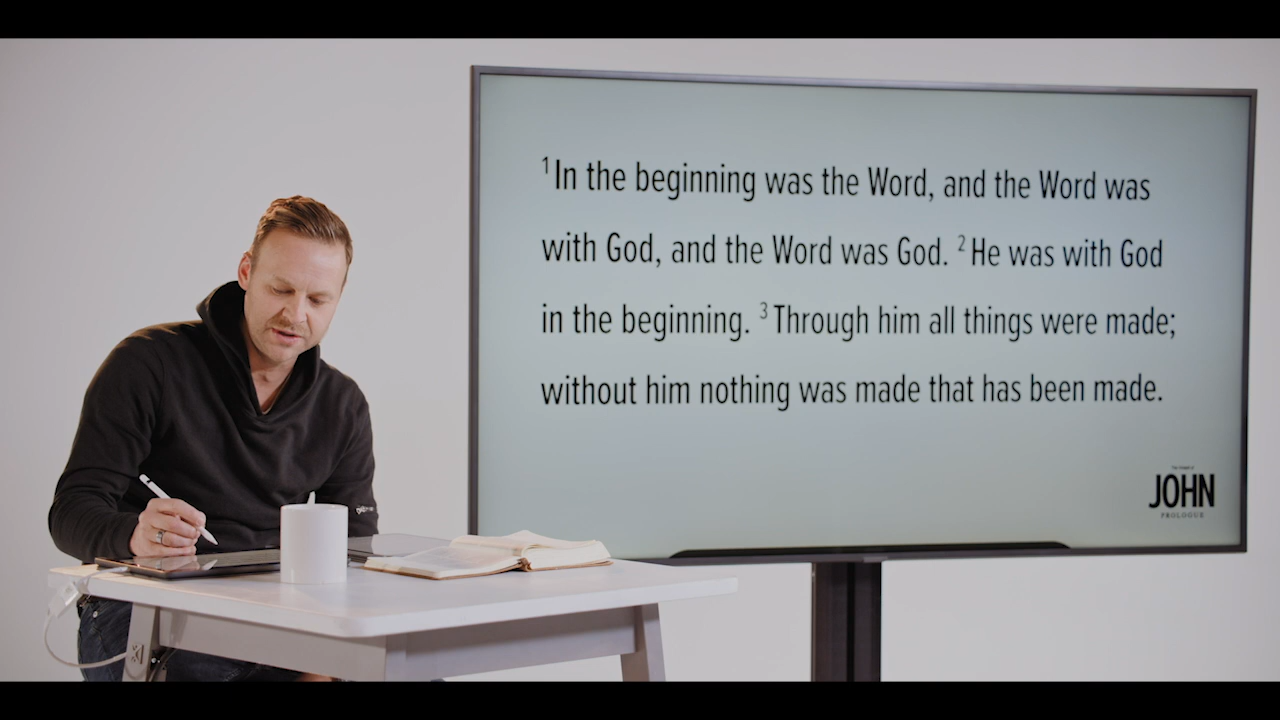 1 In the beginning was the Word, and the Word was
with God, and the Word was God. 2 He was with God
in the beginning. 3 Through him all things were made;
without him nothing was made that has been made.
JOHN
PROLOGUE